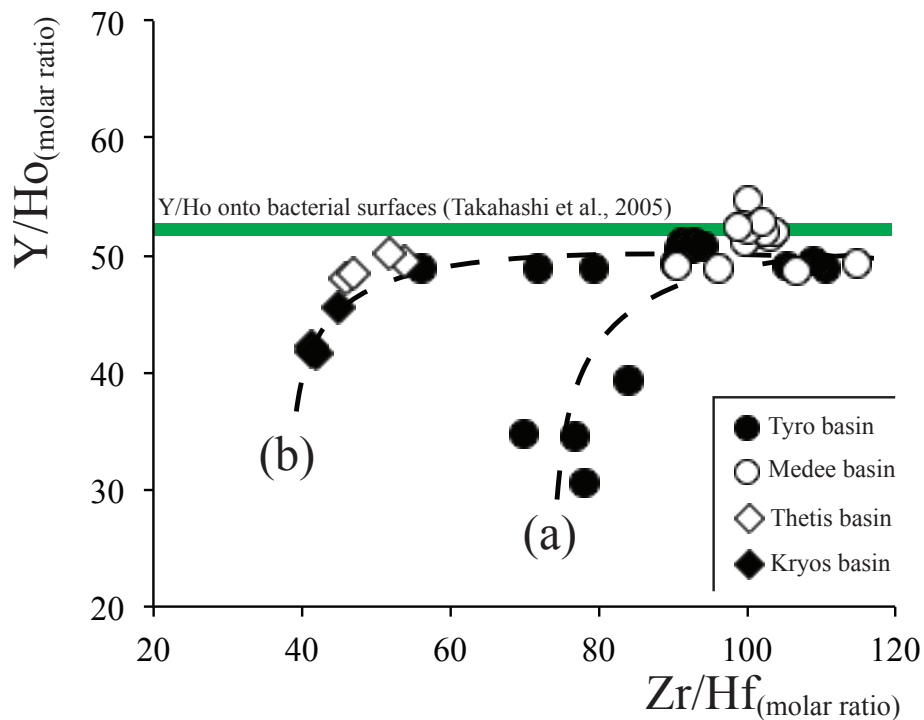 70
60
50
40
30
20
Y/Ho(molar ratio)
Y/Ho onto bacterial surfaces (Takahashi et al., 2005)
(b)
(a)
Tyro basin
Medee basin
Thetis basin
Kryos basin
20 40 60 80 100 120
Zr/Hf(molar ratio)